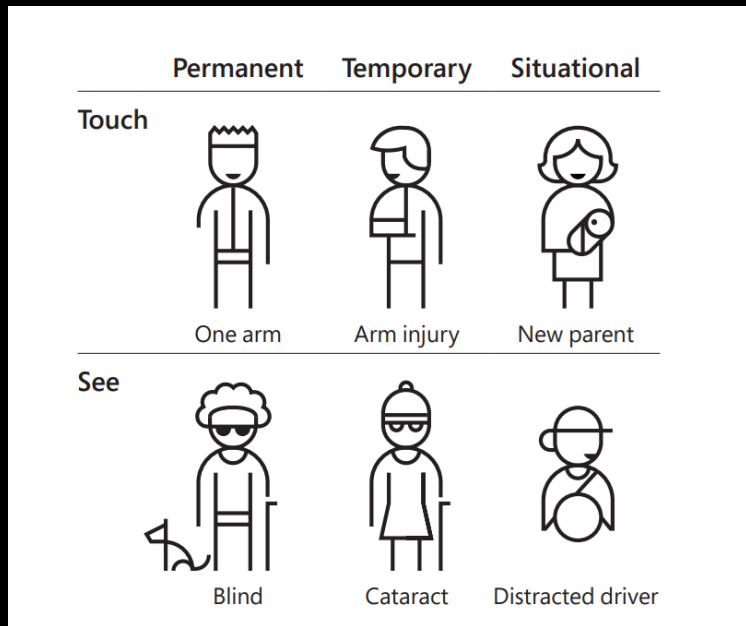 Permanent Temporary Situational
Touch
One arm Arm injury New parent
See
Blind Cataract Distracted driver